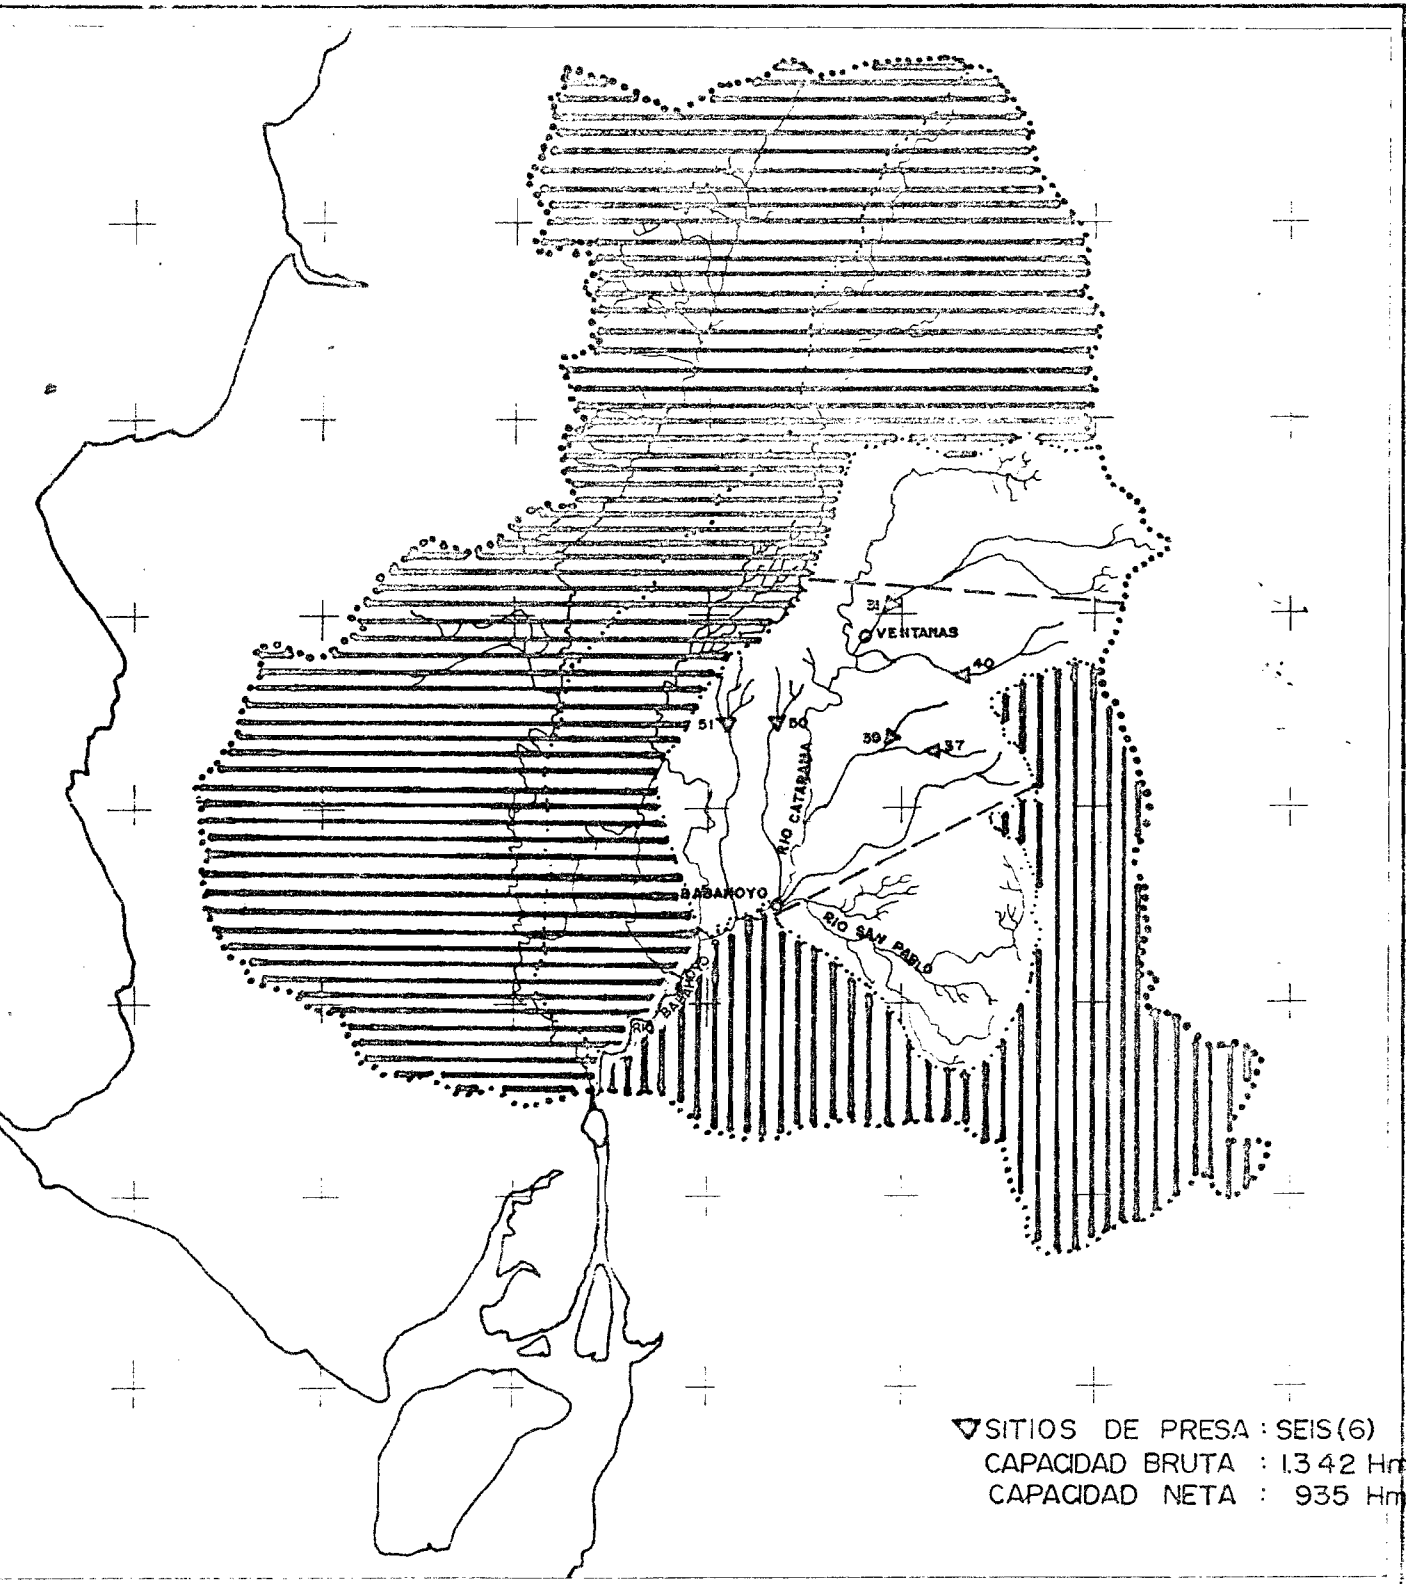 31
VENTANAS
40
51
50
39
37
RIO CATARAMA
BABAHOYO
RIO SAN PABLO
RIO BABAHOYO
SITIOS DE PRESA : SEIS (6)
CAPACIDAD BRUTA : 1.342 Hm
CAPACIDAD NETA : 935 Hm